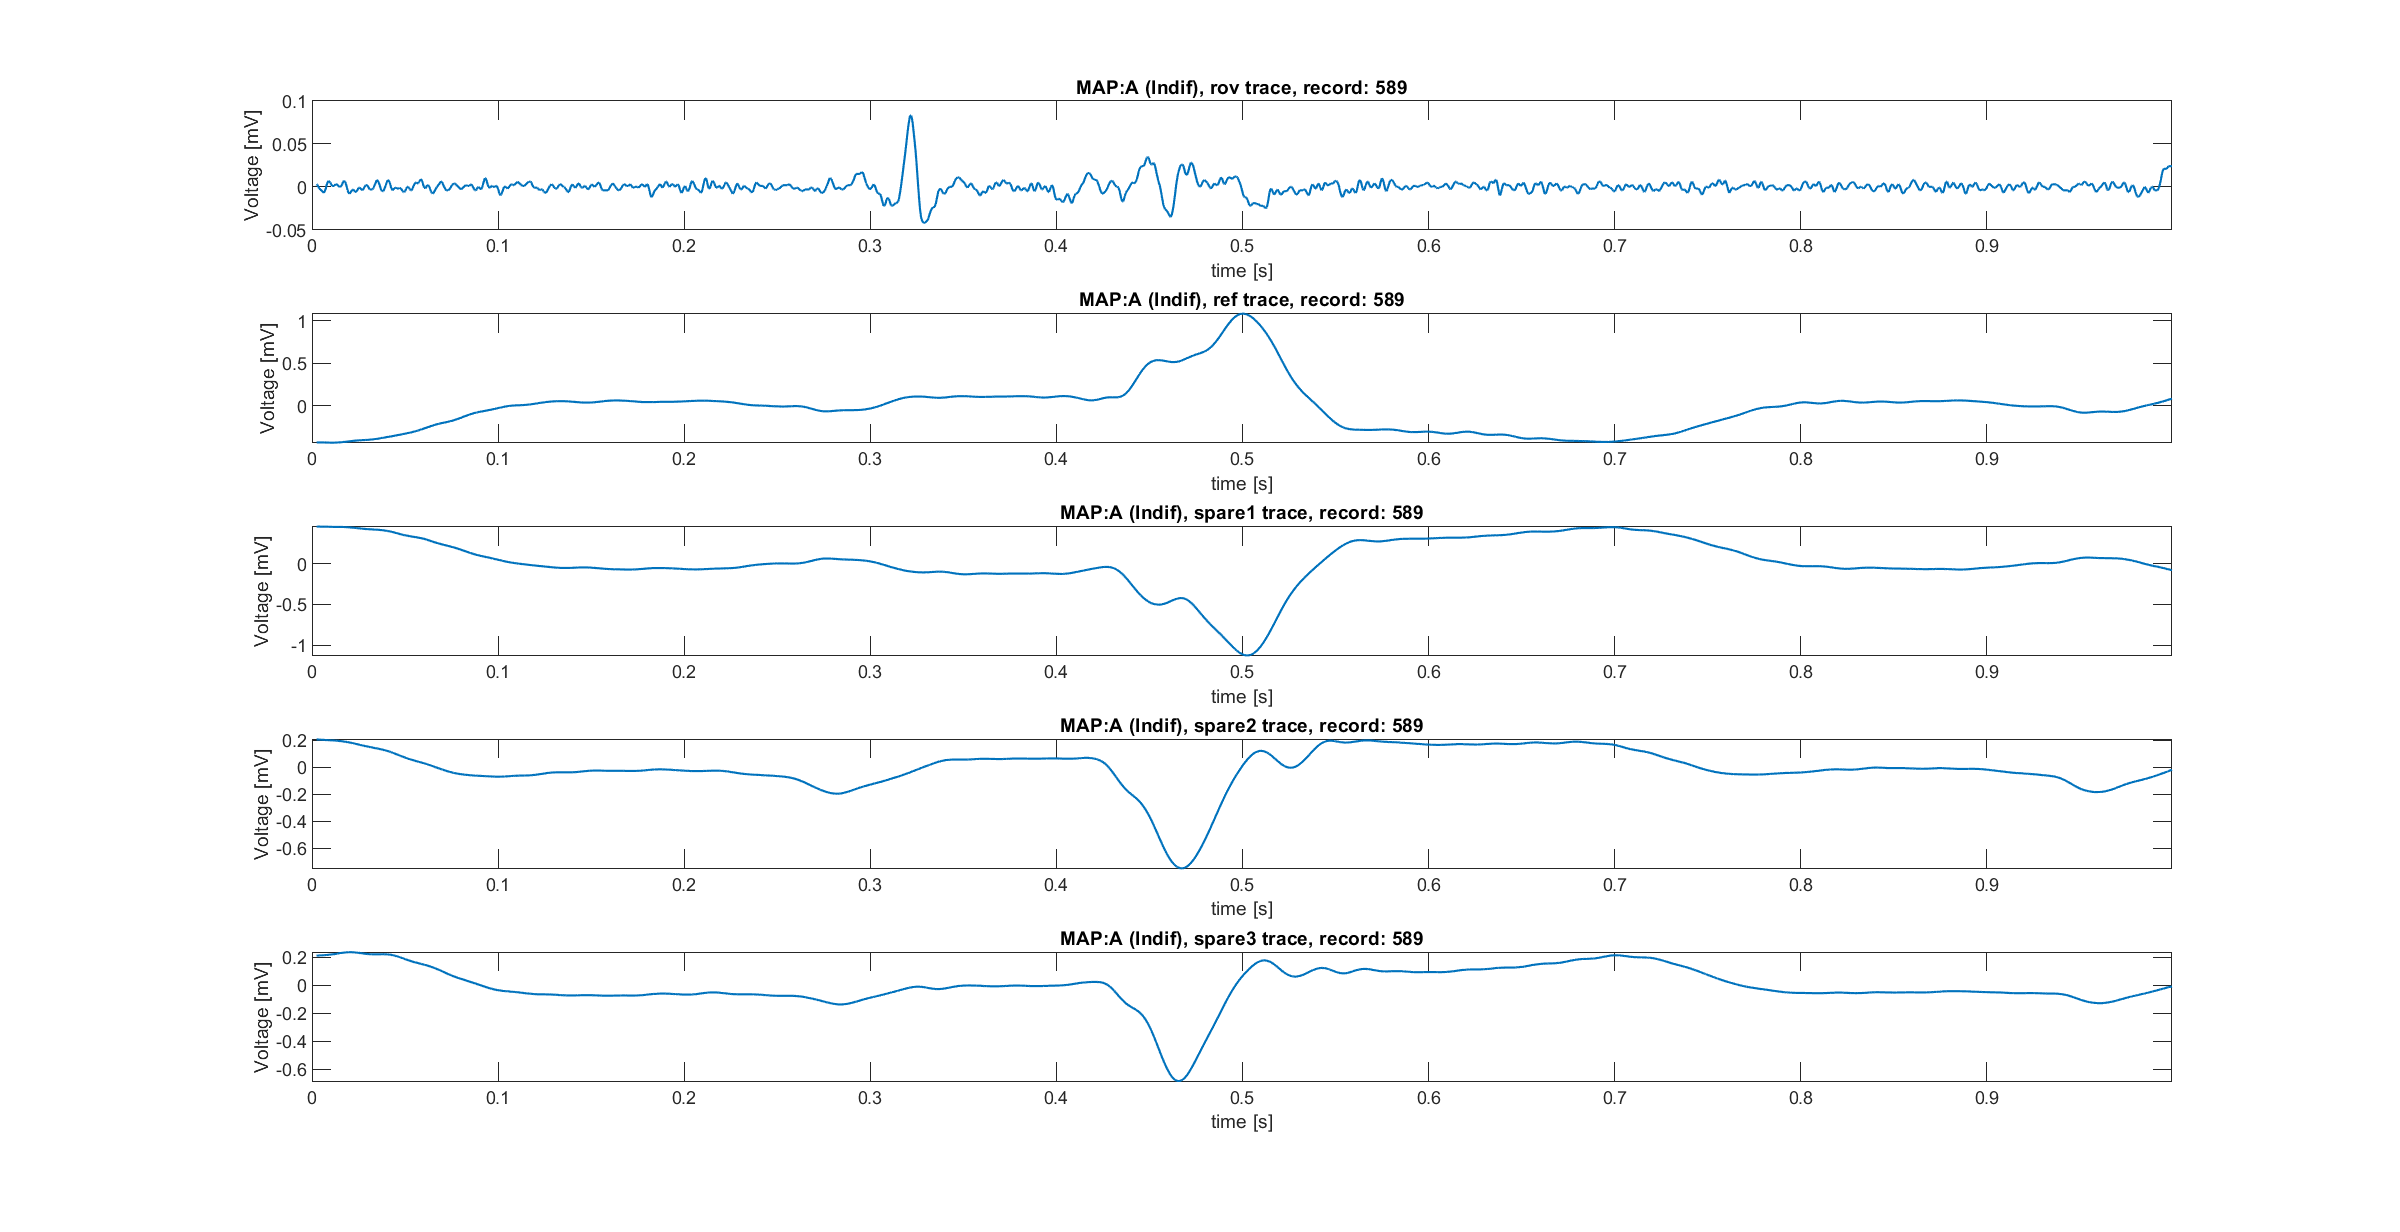 MAP:A (Indif), rov trace, record: 589
Voltage [mV]
0.1
0.05
0
-0.05
0 0.1 0.2 0.3 0.4 0.5 0.6 0.7 0.8 0.9
time [s]
MAP:A (Indif), ref trace, record: 589
Voltage [mV]
1
0.5
0
0 0.1 0.2 0.3 0.4 0.5 0.6 0.7 0.8 0.9
time [s]
MAP:A (Indif), spare1 trace, record: 589
Voltage [mV]
0
-0.5
-1
0 0.1 0.2 0.3 0.4 0.5 0.6 0.7 0.8 0.9
time [s]
MAP:A (Indif), spare2 trace, record: 589
Voltage [mV]
0.2
0
-0.2
-0.4
-0.6
0 0.1 0.2 0.3 0.4 0.5 0.6 0.7 0.8 0.9
time [s]
MAP:A (Indif), spare3 trace, record: 589
Voltage [mV]
0.2
0
-0.2
-0.4
-0.6
0 0.1 0.2 0.3 0.4 0.5 0.6 0.7 0.8 0.9
time [s]